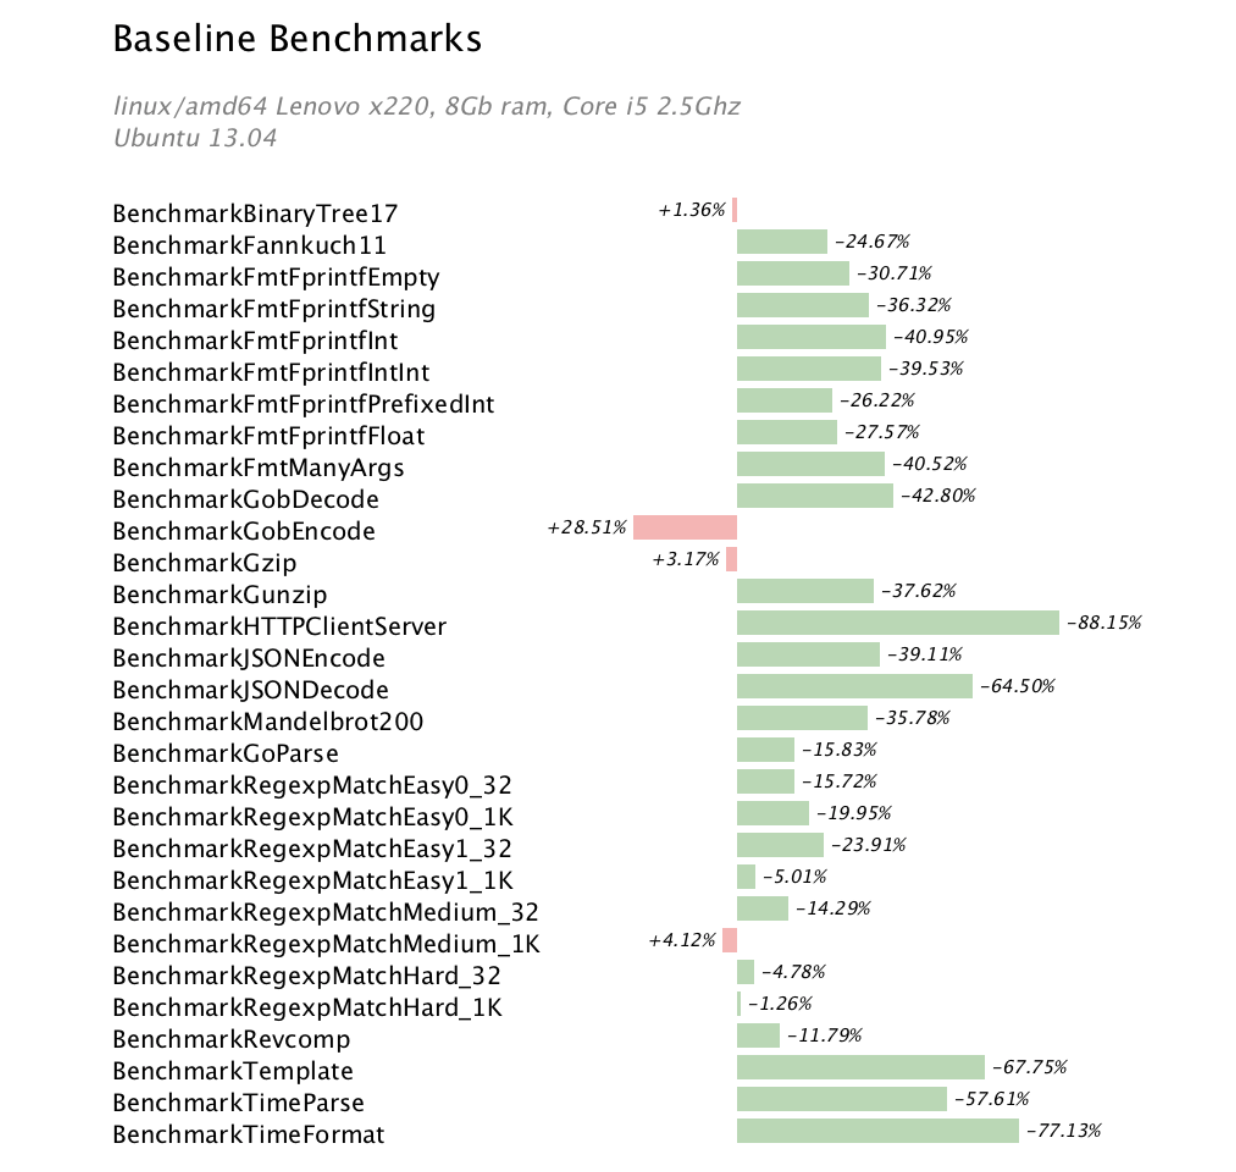 Baseline Benchmarks
linux/amd64 Lenovo x220, 8Gb ram, Core i5 2.5Ghz
Ubuntu 13.04
BenchmarkBinaryTree17 +1.36%
BenchmarkFannkuch11 -24.67%
BenchmarkFmtFprintfEmpty -30.71%
BenchmarkFmtFprintfString -36.32%
BenchmarkFmtFprintfInt -40.95%
BenchmarkFmtFprintfIntInt -39.53%
BenchmarkFmtFprintfPrefixedInt -26.22%
BenchmarkFmtFprintfFloat -27.57%
BenchmarkFmtManyArgs -40.52%
BenchmarkGobDecode -42.80%
BenchmarkGobEncode +28.51%
BenchmarkGzip +3.17%
BenchmarkGunzip -37.62%
BenchmarkHTTPClientServer -88.15%
BenchmarkJSONEncode -39.11%
BenchmarkJSONDecode -64.50%
BenchmarkMandelbrot200 -35.78%
BenchmarkGoParse -15.83%
BenchmarkRegexpMatchEasy0_32 -15.72%
BenchmarkRegexpMatchEasy0_1K -19.95%
BenchmarkRegexpMatchEasy1_32 -23.91%
BenchmarkRegexpMatchEasy1_1K -5.01%
BenchmarkRegexpMatchMedium_32 -14.29%
BenchmarkRegexpMatchMedium_1K +4.12%
BenchmarkRegexpMatchHard_32 -4.78%
BenchmarkRegexpMatchHard_1K -1.26%
BenchmarkRevcomp -11.79%
BenchmarkTemplate -67.75%
BenchmarkTimeParse -57.61%
BenchmarkTimeFormat -77.13%